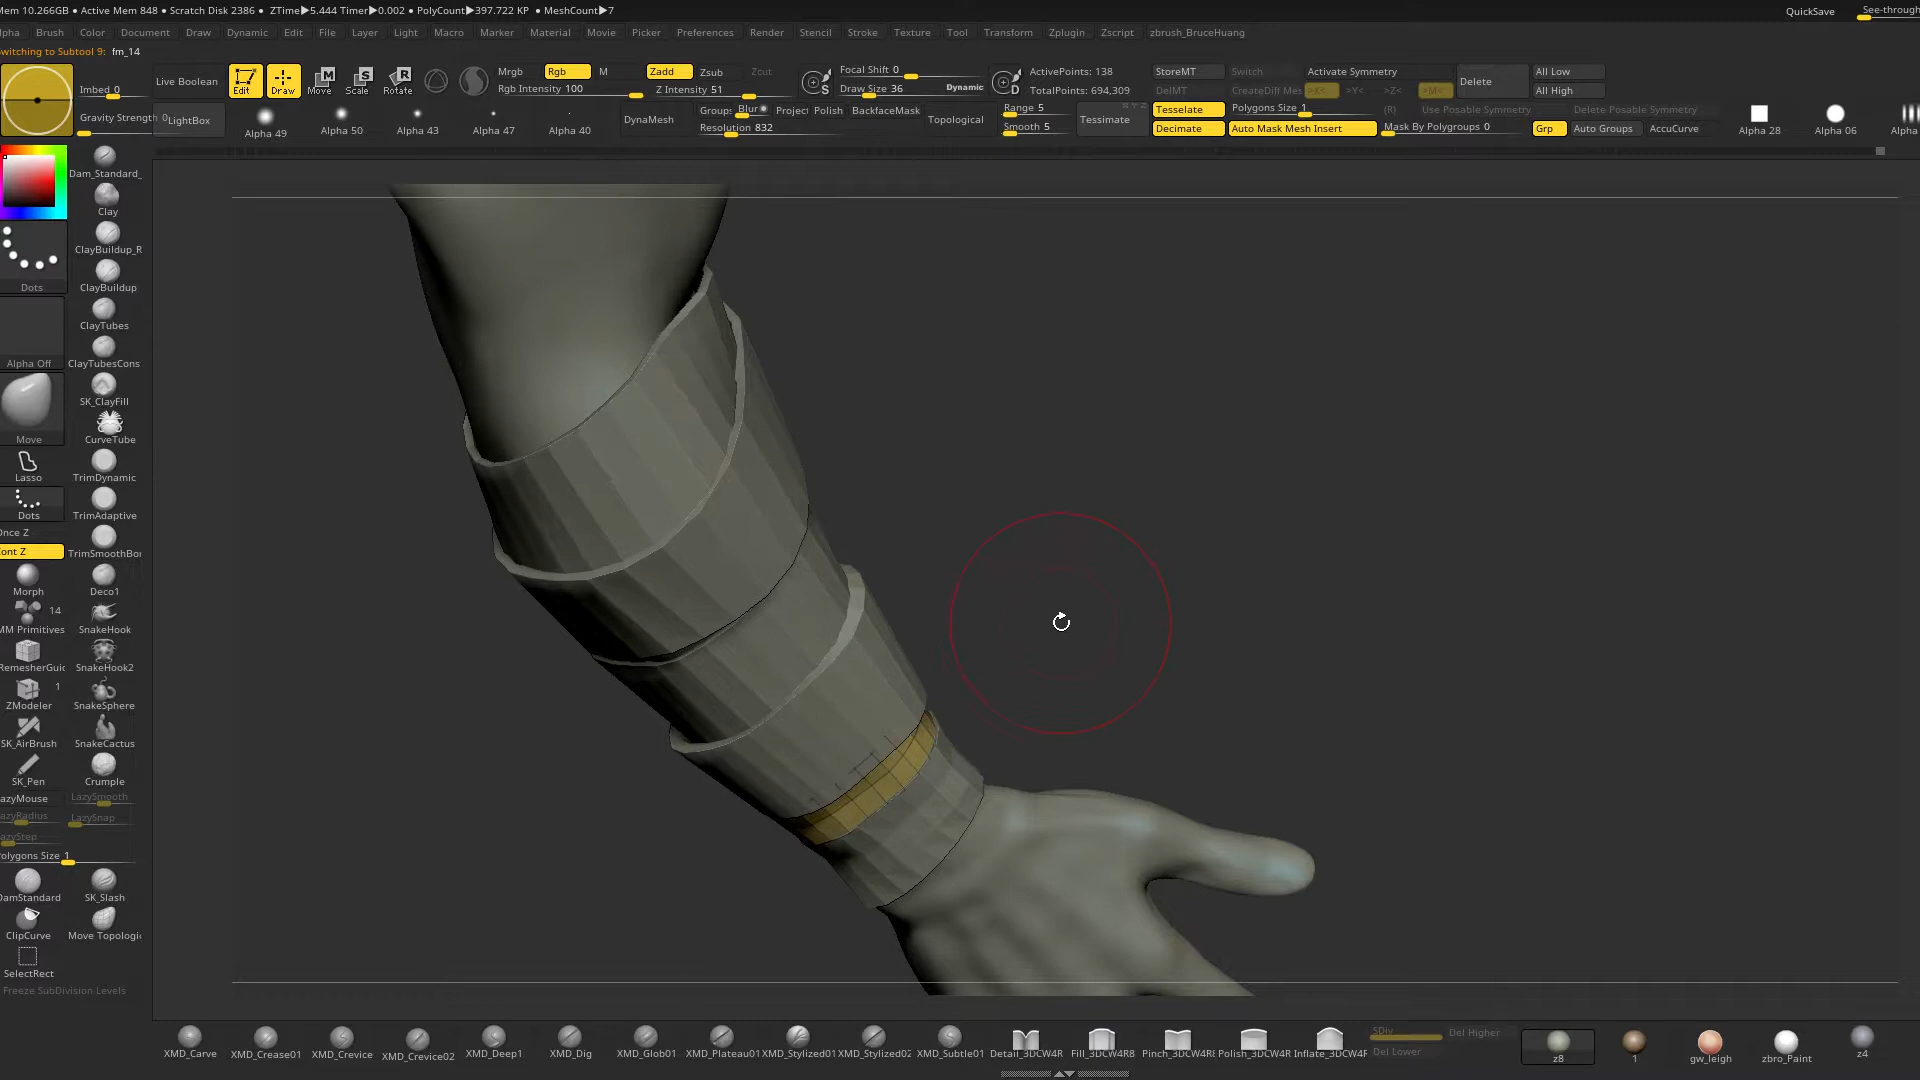 Mem 10.266GB • Active Mem 848 • Scratch Disk 2386 • ZTime▶5.444 Timer▶0.002 • PolyCount▶397.722 KP • MeshCount▶7
QuickSave
See-through
lpha Brush Color Document Draw Dynamic Edit File Layer Light Macro Marker Material Movie Picker Preferences Render Stencil Stroke Texture Tool Transform Zplugin Zscript zbrush_BruceHuang
witching to Subtool 9: fm_14
Imbed 0
Gravity Strength 0
Live Boolean
LightBox
Edit
Draw
Move
Scale
Rotate
Mrgb
Rgb
M
Rgb Intensity 100
Zadd
Zsub
Zcut
Z Intensity 51
S
Focal Shift 0
Draw Size 36
Dynamic
D
ActivePoints: 138
TotalPoints: 694,309
StoreMT
DelMT
Switch
CreateDiff Mes
Activate Symmetry
>X<
>Y<
>Z<
>M<
Delete
All Low
All High
Alpha 49
Alpha 50
Alpha 43
Alpha 47
Alpha 40
DynaMesh
Groups
Blur
Project
Polish
Resolution 832
BackfaceMask
Topological
Range 5
Smooth 5
X Y Z
Tessimate
Tesselate
Decimate
Polygons Size 1
(R)
Use Posable Symmetry
Delete Posable Symmetry
Auto Mask Mesh Insert
Mask By Polygroups 0
Grp
Auto Groups
AccuCurve
Alpha 28
Alpha 06
Alpha
Dots
Alpha Off
Move
Lasso
Dots
Once Z
ont Z
Morph
MM Primitives
14
RemesherGuid
ZModeler
1
SK_AirBrush
SK_Pen
azyMouse
LazySmooth
azyRadius
LazySnap
azyStep
olygons Size 1
DamStandard
ClipCurve
SelectRect
Freeze SubDivision Levels
Dam_Standard_
Clay
ClayBuildup_R
ClayBuildup
ClayTubes
ClayTubesCons
SK_ClayFill
CurveTube
TrimDynamic
TrimAdaptive
TrimSmoothBor
Deco1
SnakeHook
SnakeHook2
SnakeSphere
SnakeCactus
Crumple
SK_Slash
Move Topologic
XMD_Carve
XMD_Crease01
XMD_Crevice
XMD_Crevice02
XMD_Deep1
XMD_Dig
XMD_Glob01
XMD_Plateau01
XMD_Stylized01
XMD_Stylized02
XMD_Subtle01
Detail_3DCW4R
Fill_3DCW4R8
Pinch_3DCW4R8
Polish_3DCW4R
Inflate_3DCW4R
SDiv
Del Lower
Del Higher
z8
1
gw_leigh
zbro_Paint
z4